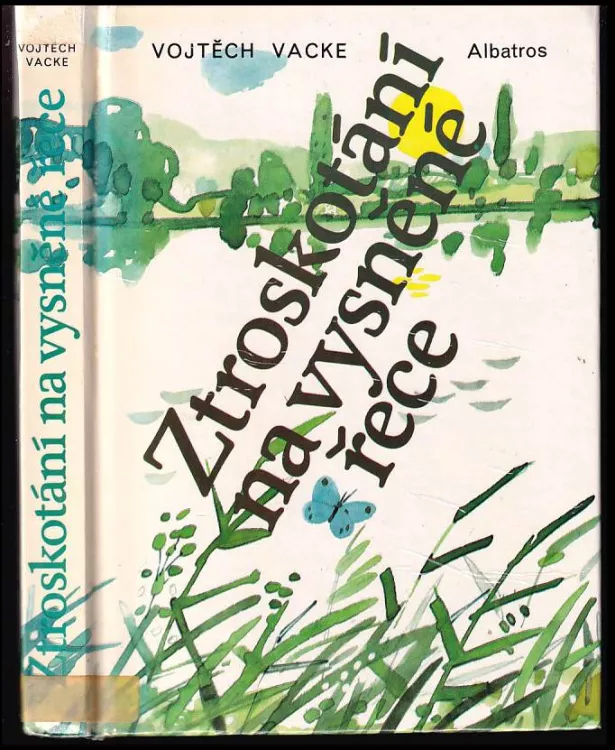 VOJTĚCH
VACKE
Ztroskotání na vysněné řece
VOJTĚCH VACKE
Albatros
Ztroskotání
na vysněné
řece